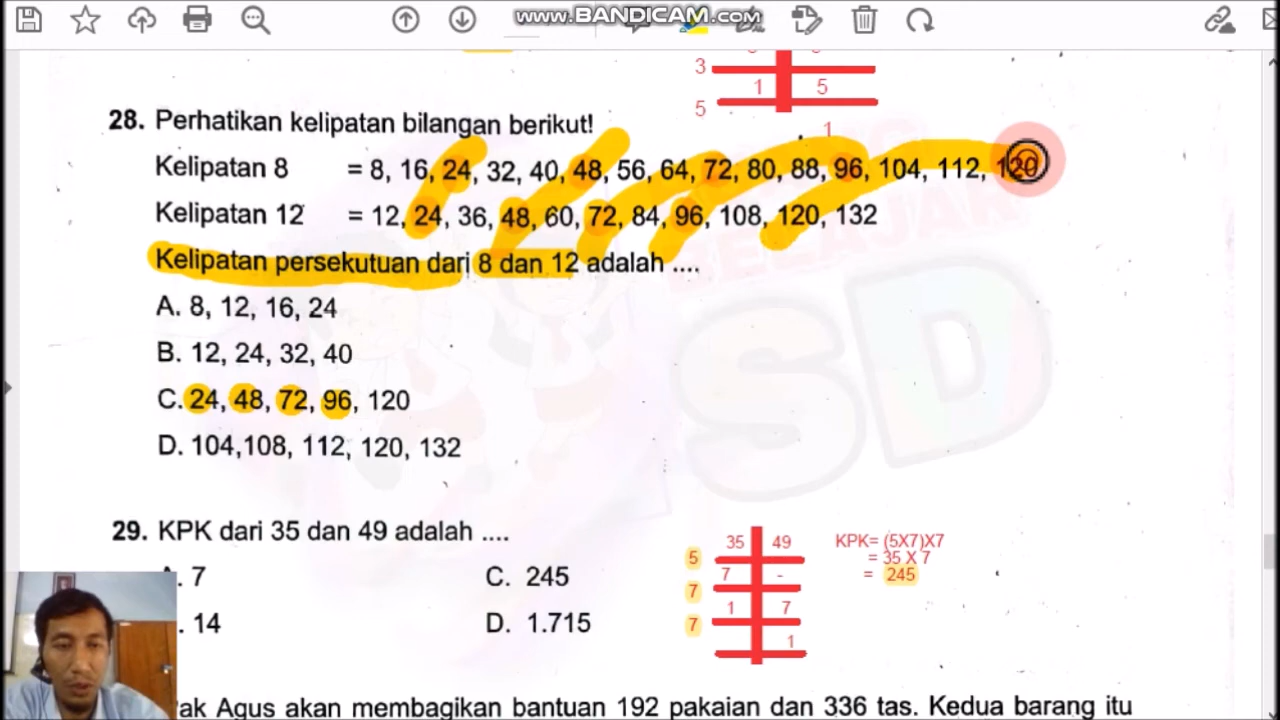 www.BANDICAM.com
3
1 5
5
1
28. Perhatikan kelipatan bilangan berikut!
Kelipatan 8 = 8, 16, 24, 32, 40, 48, 56, 64, 72, 80, 88, 96, 104, 112, 120
Kelipatan 12 = 12, 24, 36, 48, 60, 72, 84, 96, 108, 120, 132
Kelipatan persekutuan dari 8 dan 12 adalah ....
A. 8, 12, 16, 24
B. 12, 24, 32, 40
C. 24, 48, 72, 96, 120
D. 104,108, 112, 120, 132
BELAJAR
SD
29. KPK dari 35 dan 49 adalah ....
. 7 C. 245
. 14 D. 1.715
35 49
5
7 -
7
1 7
7
1
KPK= (5X7)X7
= 35 X 7
= 245
ak Agus akan membagikan bantuan 192 pakaian dan 336 tas. Kedua barang itu